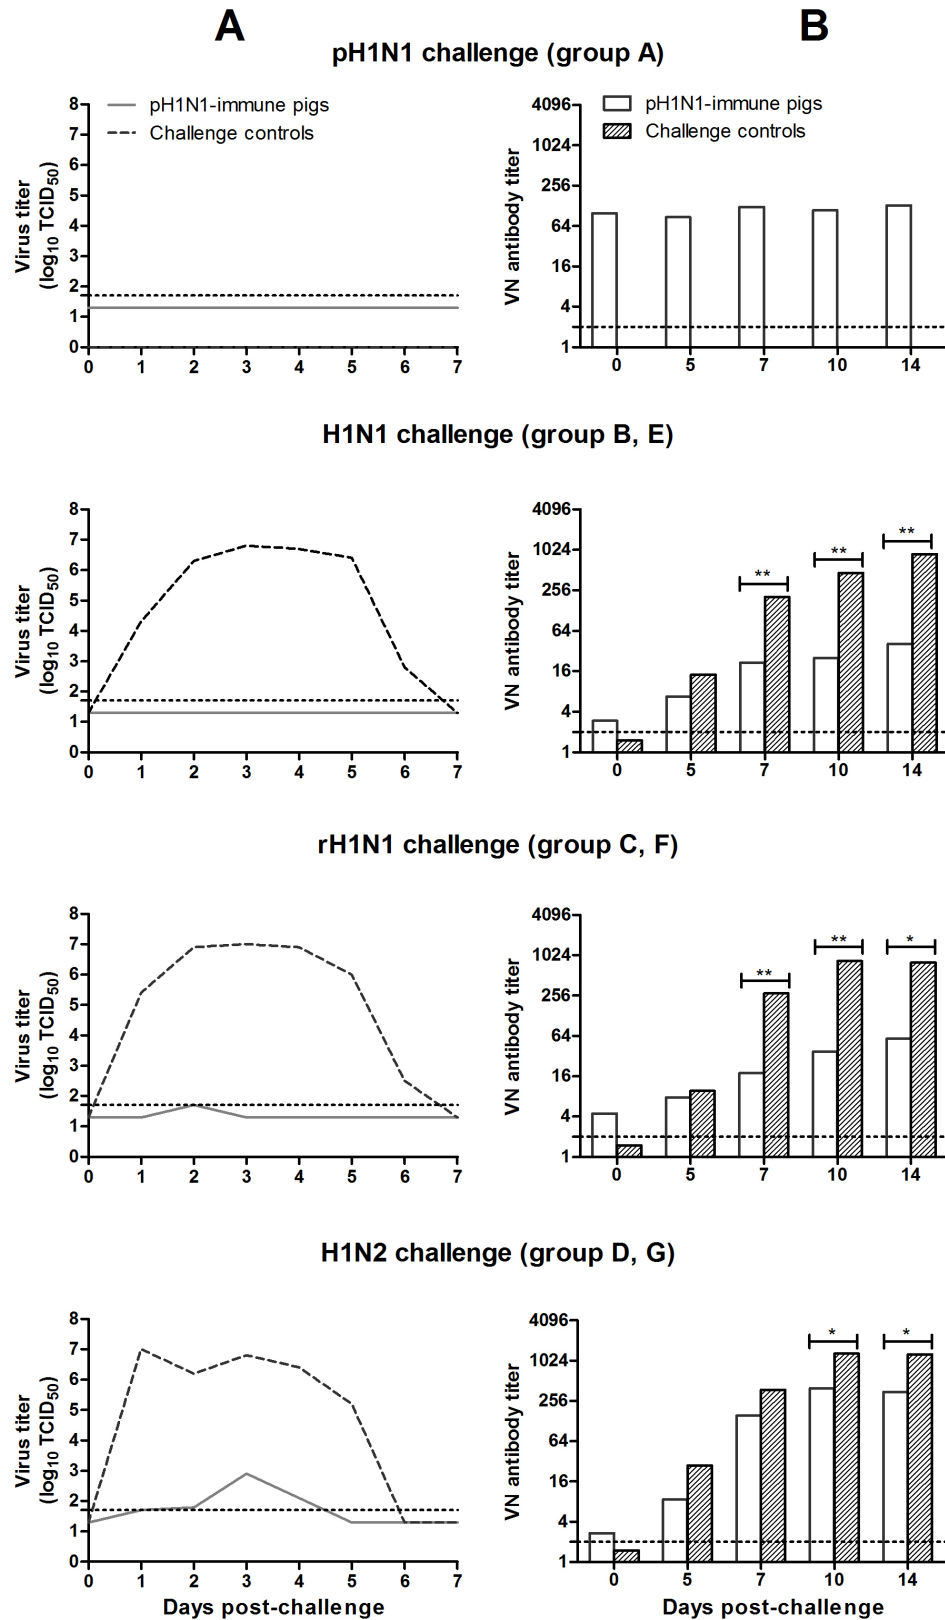 A
B
pH1N1 challenge (group A)
8
7
6
5
4
3
2
1
0
Virus titer
(log10 TCID50)
pH1N1-immune pigs
Challenge controls
0 1 2 3 4 5 6 7
4096
1024
256
64
16
4
1
VN antibody titer
pH1N1-immune pigs
Challenge controls
0 5 7 10 14
H1N1 challenge (group B, E)
8
7
6
5
4
3
2
1
0
Virus titer
(log10 TCID50)
0 1 2 3 4 5 6 7
4096
1024
256
64
16
4
1
VN antibody titer
** ** **
0 5 7 10 14
rH1N1 challenge (group C, F)
8
7
6
5
4
3
2
1
0
Virus titer
(log10 TCID50)
0 1 2 3 4 5 6 7
4096
1024
256
64
16
4
1
VN antibody titer
** ** *
0 5 7 10 14
H1N2 challenge (group D, G)
8
7
6
5
4
3
2
1
0
Virus titer
(log10 TCID50)
0 1 2 3 4 5 6 7
Days post-challenge
4096
1024
256
64
16
4
1
VN antibody titer
* *
0 5 7 10 14
Days post-challenge